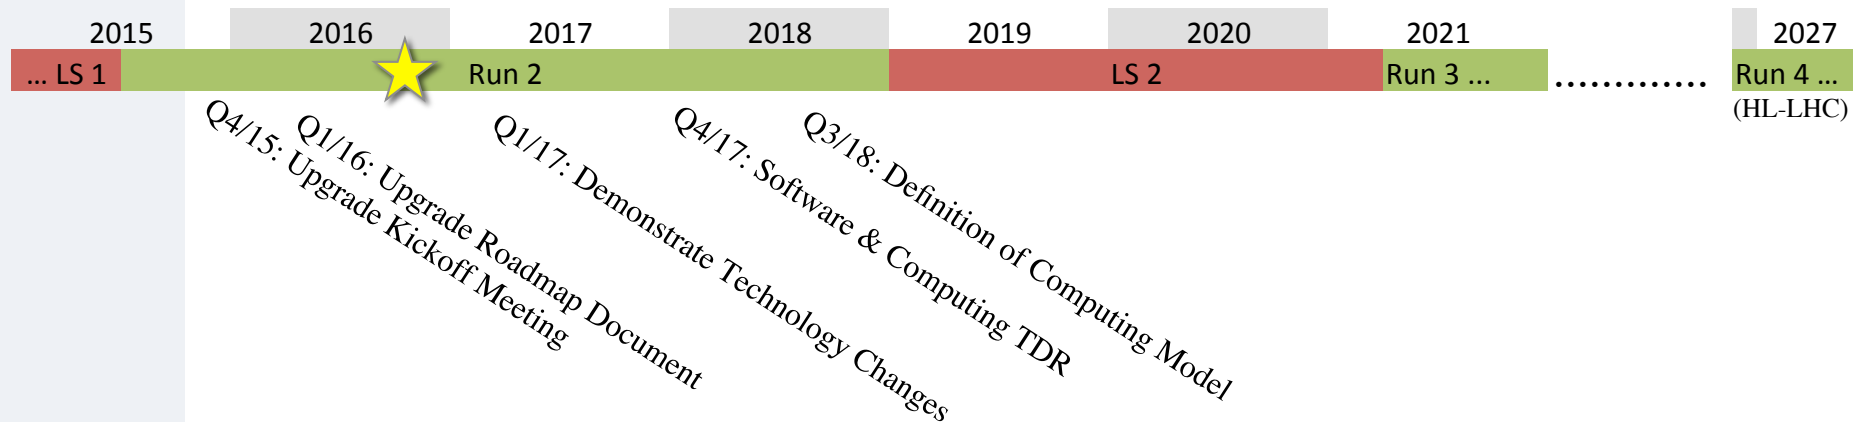 2015 2016 2017 2018 2019 2020 2021 2027
... LS 1 Run 2 LS 2 Run 3 ... ............. Run 4 ...
(HL-LHC)
Q4/15: Upgrade Kickoff Meeting
Q1/16: Upgrade Roadmap Document
Q1/17: Demonstrate Technology Changes
Q4/17: Software & Computing TDR
Q3/18: Definition of Computing Model